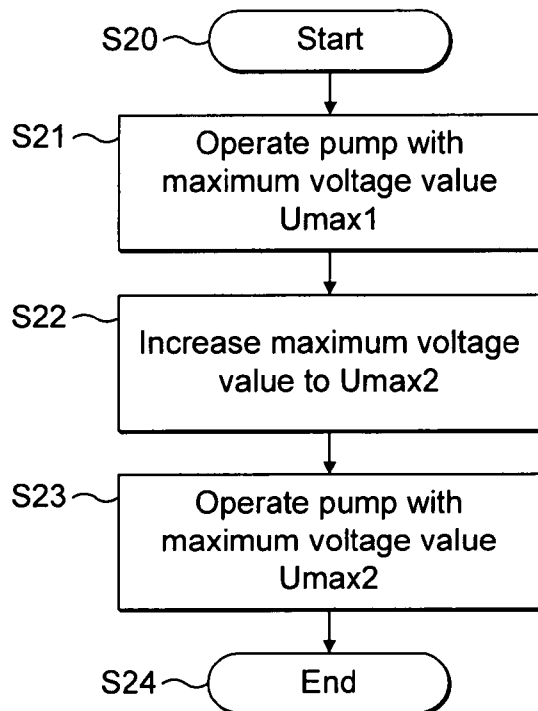 S20
Start
S21
Operate pump with
maximum voltage value
Umax1
S22
Increase maximum voltage
value to Umax2
S23
Operate pump with
maximum voltage value
Umax2
S24
End